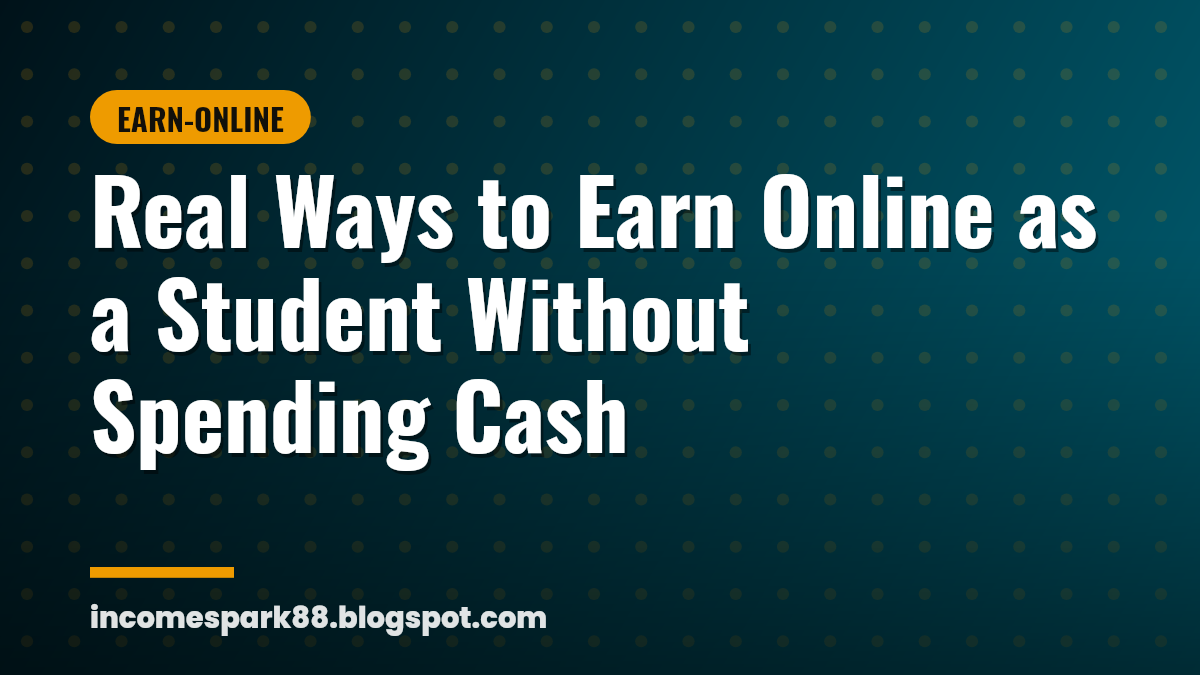 EARN-ONLINE
Real Ways to Earn Online as
a Student Without
Spending Cash
incomespark88.blogspot.com